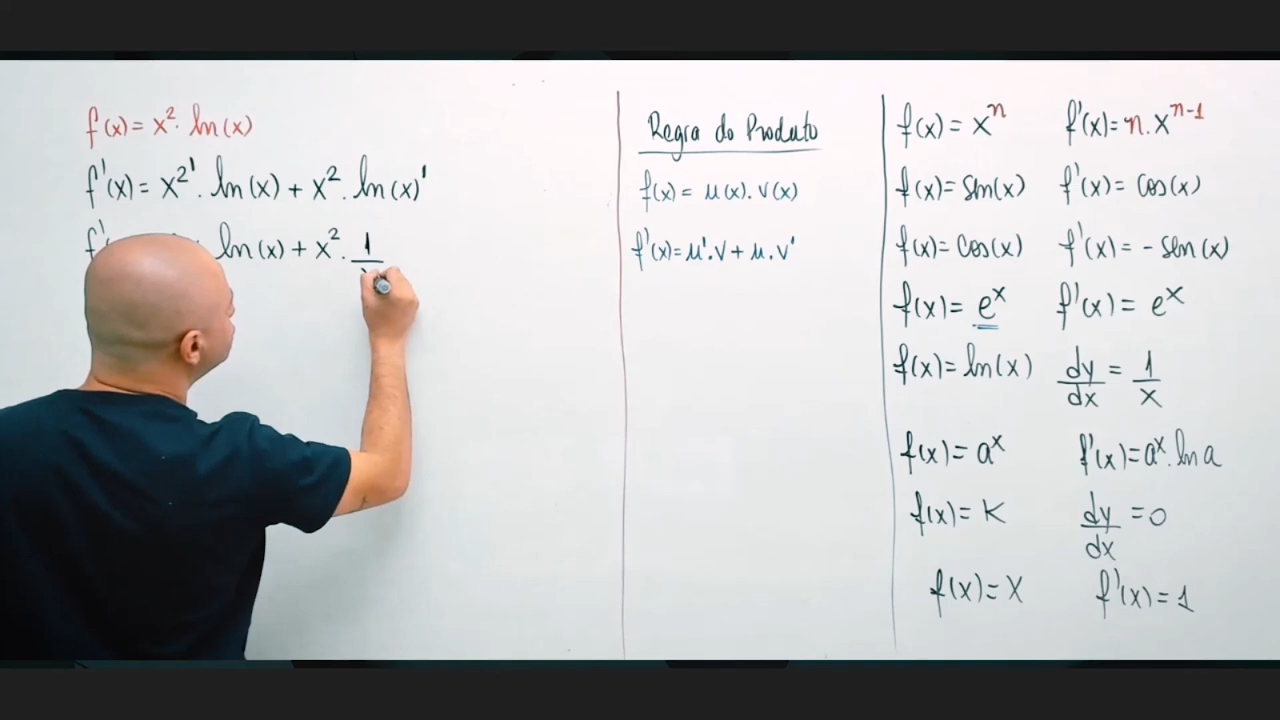 f(x) = x². ln(x)
f'(x) = x²'. ln(x) + x². ln(x)'
f' ln(x) + x². 1/
Regra do Produto
f(x) = u(x). v(x)
f'(x) = u'. v + u. v'
f(x) = xⁿ f'(x) = n. xⁿ⁻¹
f(x) = sen(x) f'(x) = cos(x)
f(x) = cos(x) f'(x) = - sen(x)
f(x) = eˣ f'(x) = eˣ
f(x) = ln(x) dy/dx = 1/x
f(x) = aˣ f'(x) = aˣ. ln a
f(x) = K dy/dx = 0
f(x) = x f'(x) = 1